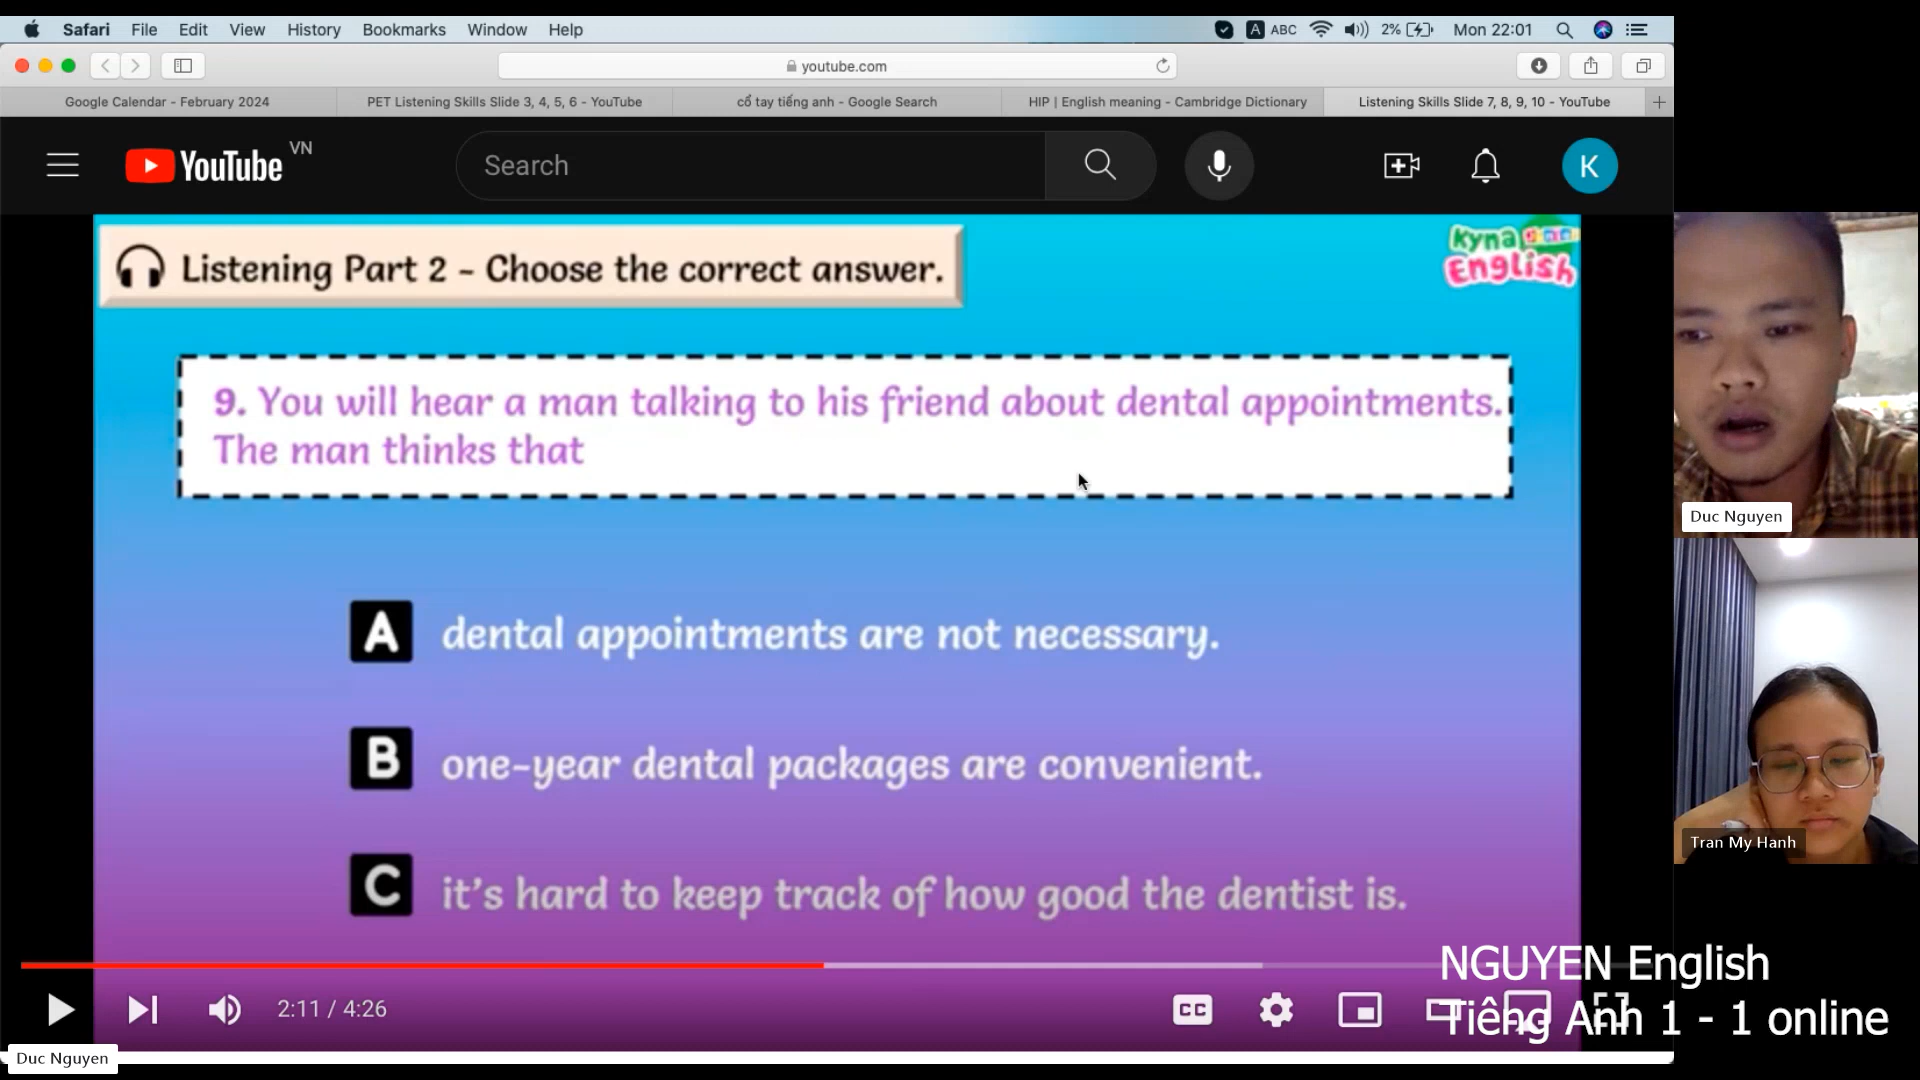 Safari File Edit View History Bookmarks Window Help A ABC 2% Mon 22:01
youtube.com
Google Calendar - February 2024 PET Listening Skills Slide 3, 4, 5, 6 - YouTube cổ tay tiếng anh - Google Search HIP | English meaning - Cambridge Dictionary Listening Skills Slide 7, 8, 9, 10 - YouTube
YouTube VN Search K
Listening Part 2 - Choose the correct answer.
Kyna
English
9. You will hear a man talking to his friend about dental appointments.
The man thinks that
A dental appointments are not necessary.
B one-year dental packages are convenient.
C it's hard to keep track of how good the dentist is.
2:11 / 4:26 CC
Duc Nguyen
Duc Nguyen
Tran My Hanh
NGUYEN English
Tiếng Anh 1 - 1 online